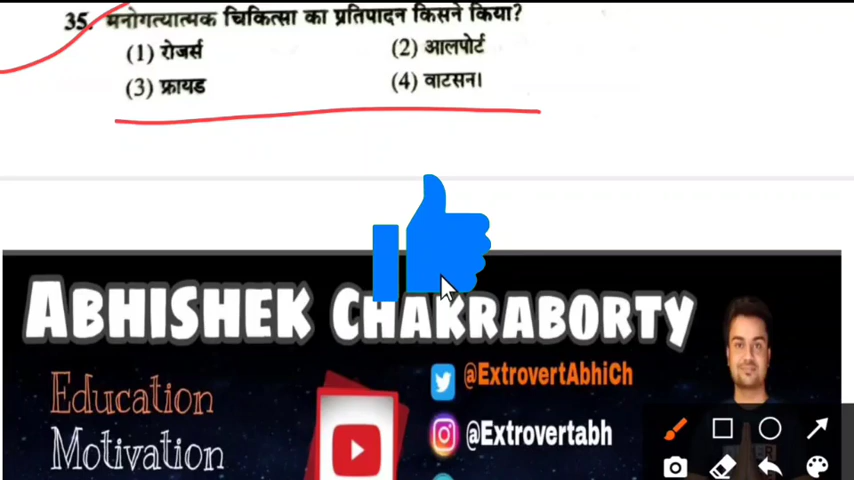 35. मनोगत्यात्मक चिकित्सा का प्रतिपादन किसने किया?
(1) रोजर्स (2) आलपोर्ट
(3) फ्रायड (4) वाटसन।
ABHISHEK CHAKRABORTY
Education
@ExtrovertAbhiCh
Motivation
@Extrovertabh